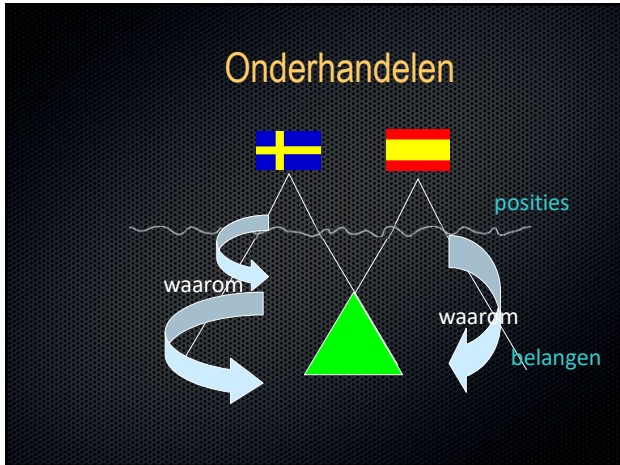 Onderhandelen
posities
waarom
waarom
belangen